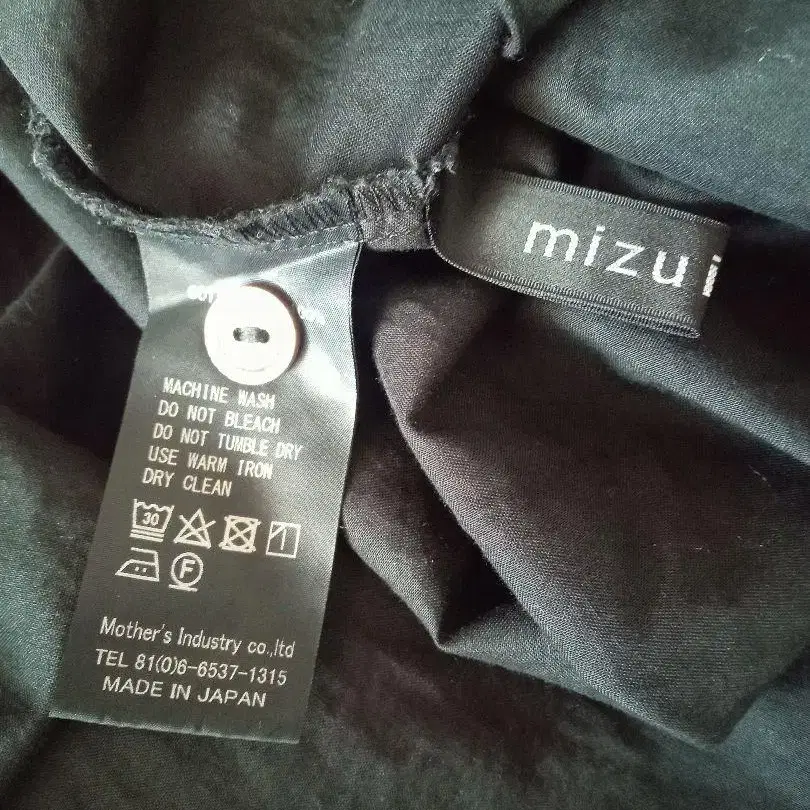 mizu i
MACHINE WASH
DO NOT BLEACH
DO NOT TUMBLE DRY
USE WARM IRON
DRY CLEAN
30
F
Mother's Industry co.,ltd
TEL 81(0)6-6537-1315
MADE IN JAPAN